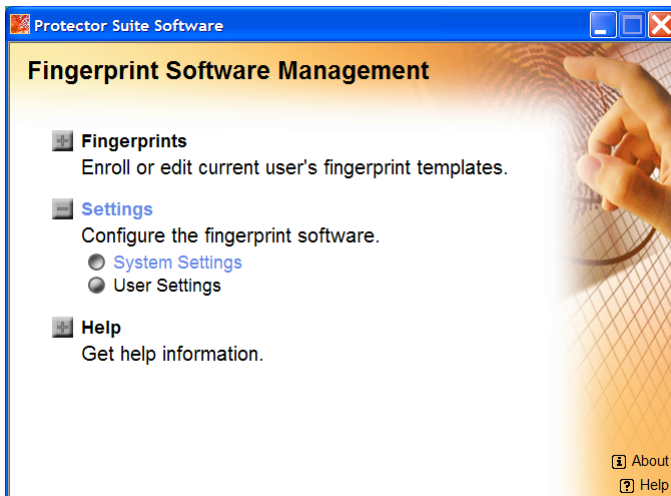 Protector Suite Software
Fingerprint Software Management
Fingerprints
Enroll or edit current user's fingerprint templates.
Settings
Configure the fingerprint software.
System Settings
User Settings
Help
Get help information.
About
Help